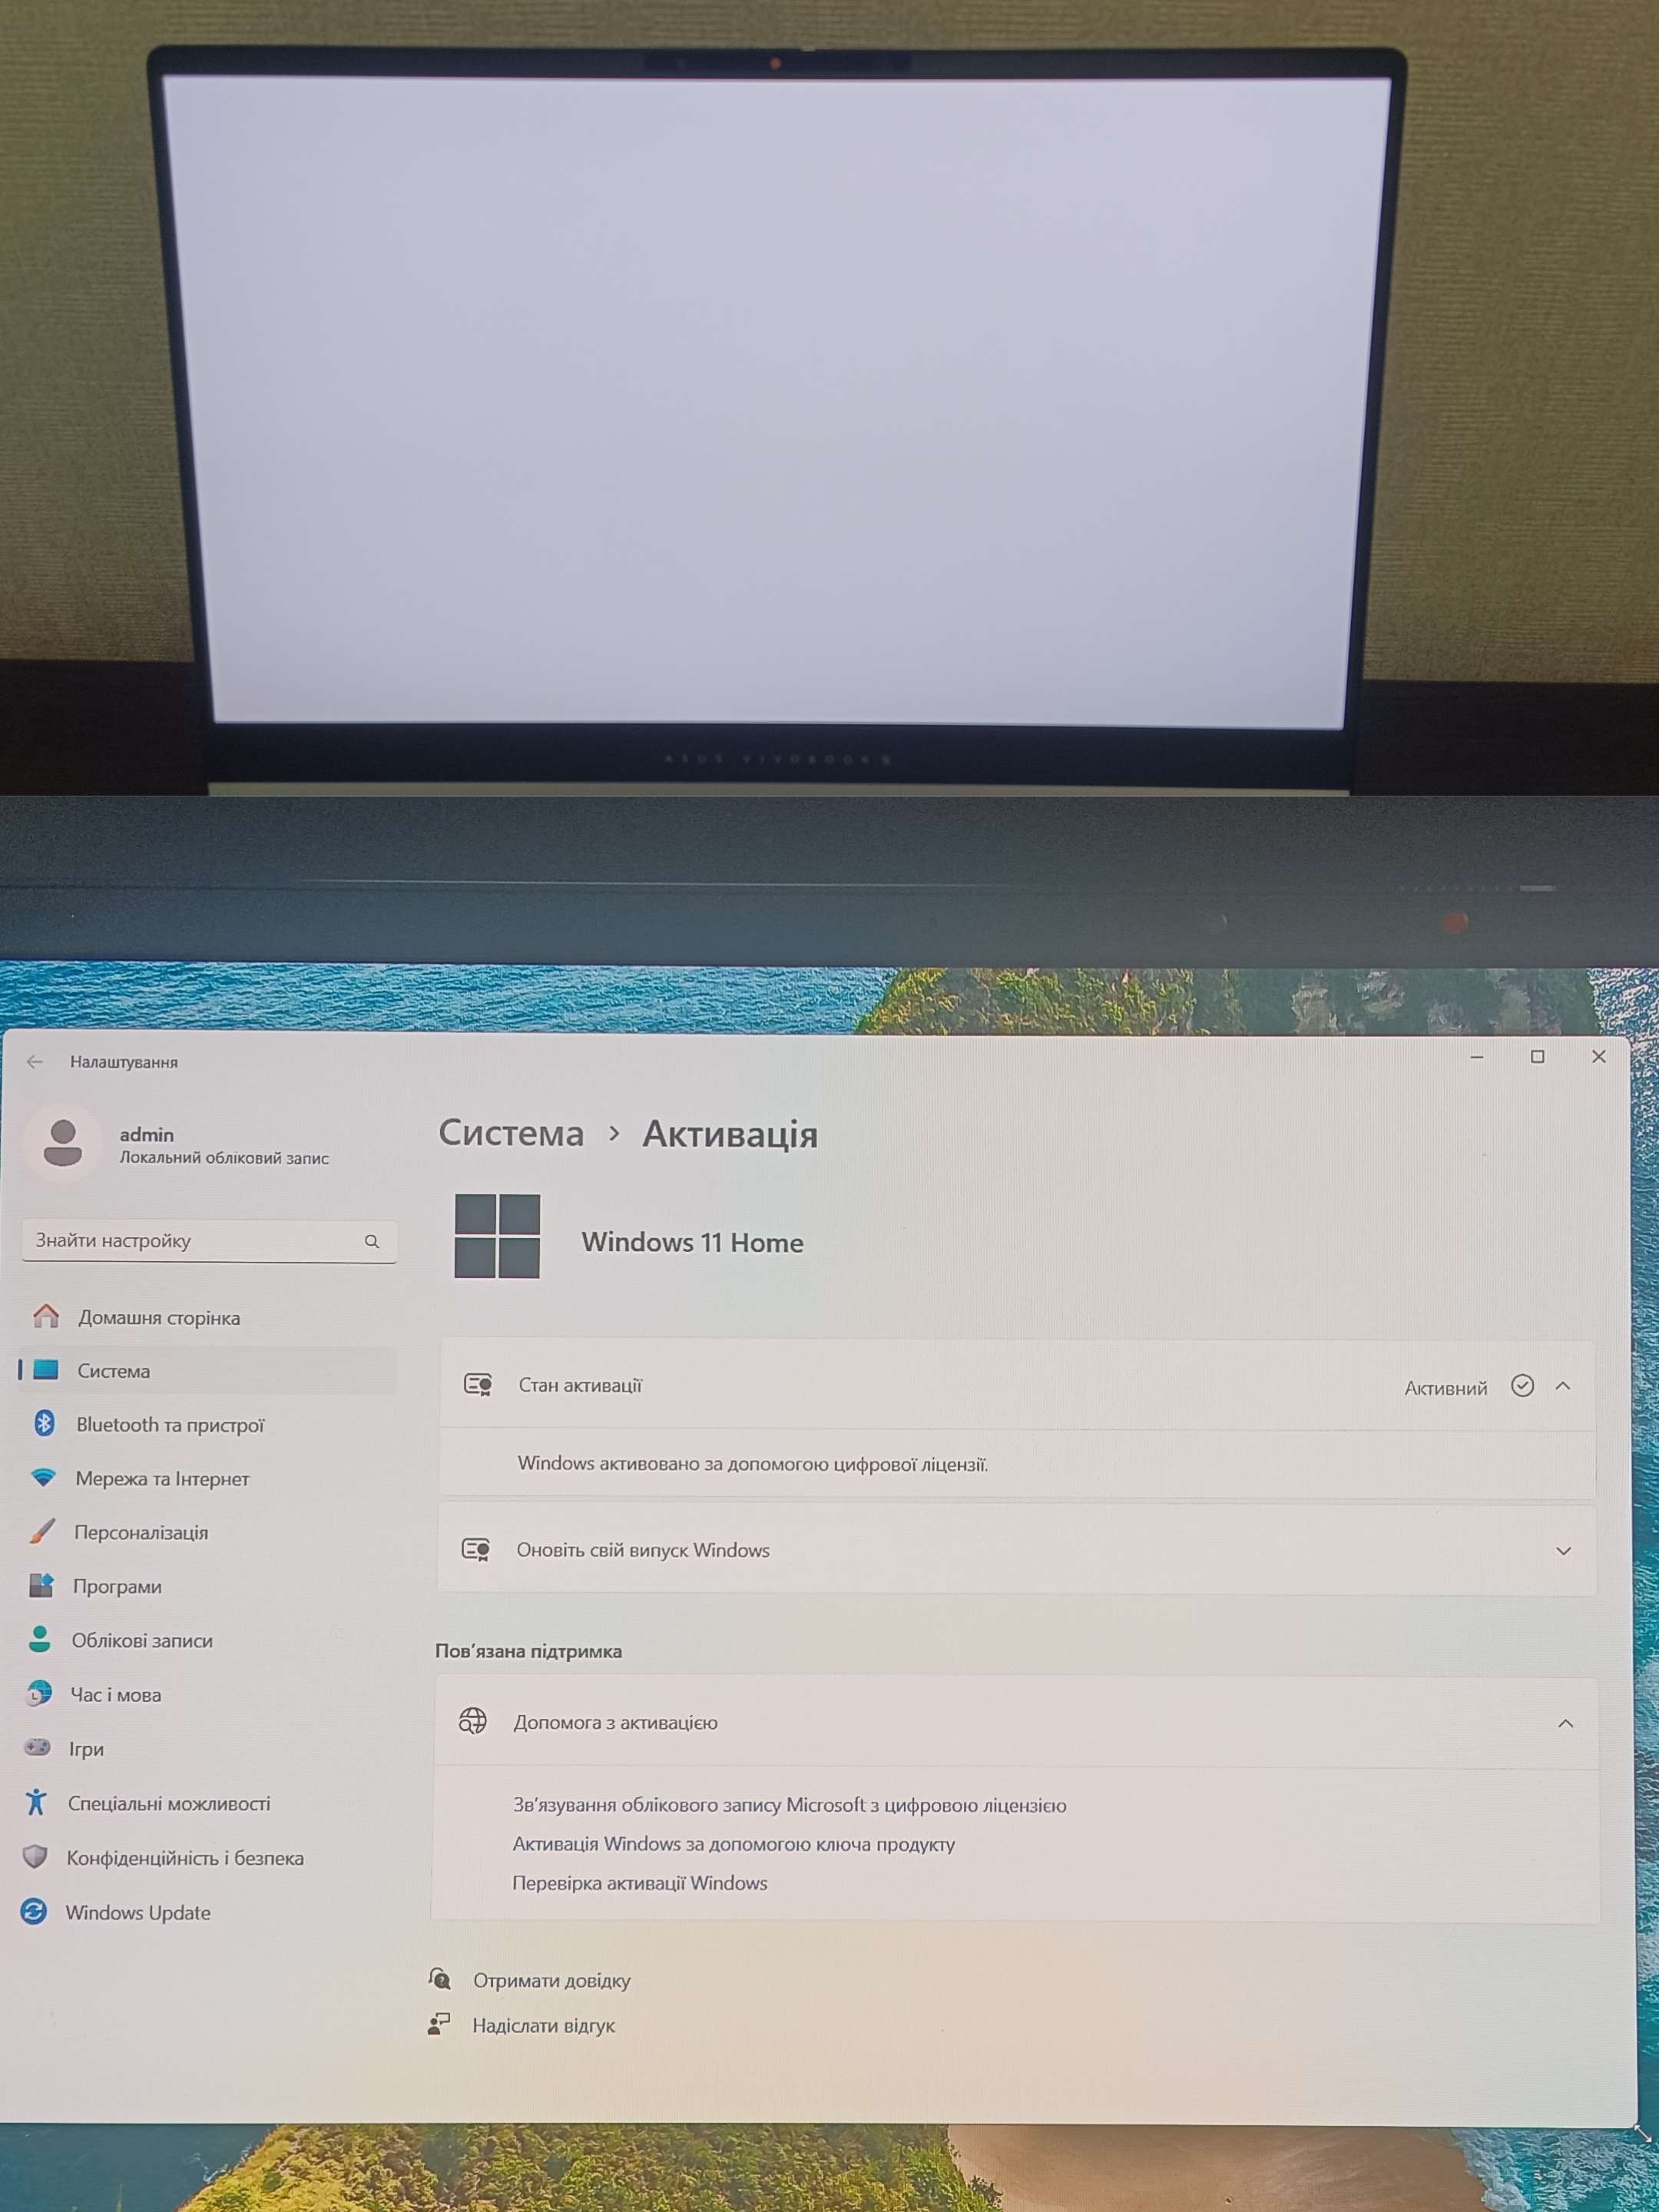 ASUS VIVOBOOK S
Налаштування
admin
Локальний обліковий запис
Знайти настройку
Домашня сторінка
Система
Bluetooth та пристрої
Мережа та Інтернет
Персоналізація
Програми
Облікові записи
Час і мова
Ігри
Спеціальні можливості
Конфіденційність і безпека
Windows Update
Система > Активація
Windows 11 Home
Стан активації
Активний
Windows активовано за допомогою цифрової ліцензії.
Оновіть свій випуск Windows
Пов'язана підтримка
Допомога з активацією
Зв'язування облікового запису Microsoft з цифровою ліцензією
Активація Windows за допомогою ключа продукту
Перевірка активації Windows
Отримати довідку
Надіслати відгук